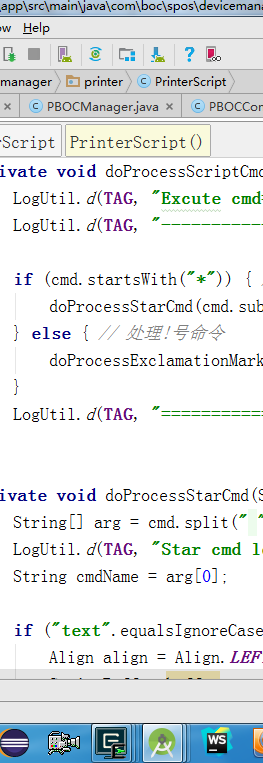 _app\src\main\java\com\boc\spos\devicemana
Help
manager printer PrinterScript
PBOCManager.java × PBOCCon
rScript PrinterScript()
ivate void doProcessScriptCmd
LogUtil.d(TAG, "Excute cmd
LogUtil.d(TAG, "------------
if (cmd.startsWith("*")) { /
doProcessStarCmd(cmd.sub
} else { // 处理!号命令
doProcessExclamationMark
}
LogUtil.d(TAG, "============
ivate void doProcessStarCmd(S
String[] arg = cmd.split(" "
LogUtil.d(TAG, "Star cmd le
String cmdName = arg[0];
if ("text".equalsIgnoreCase
Align align = Align.LEF
WS